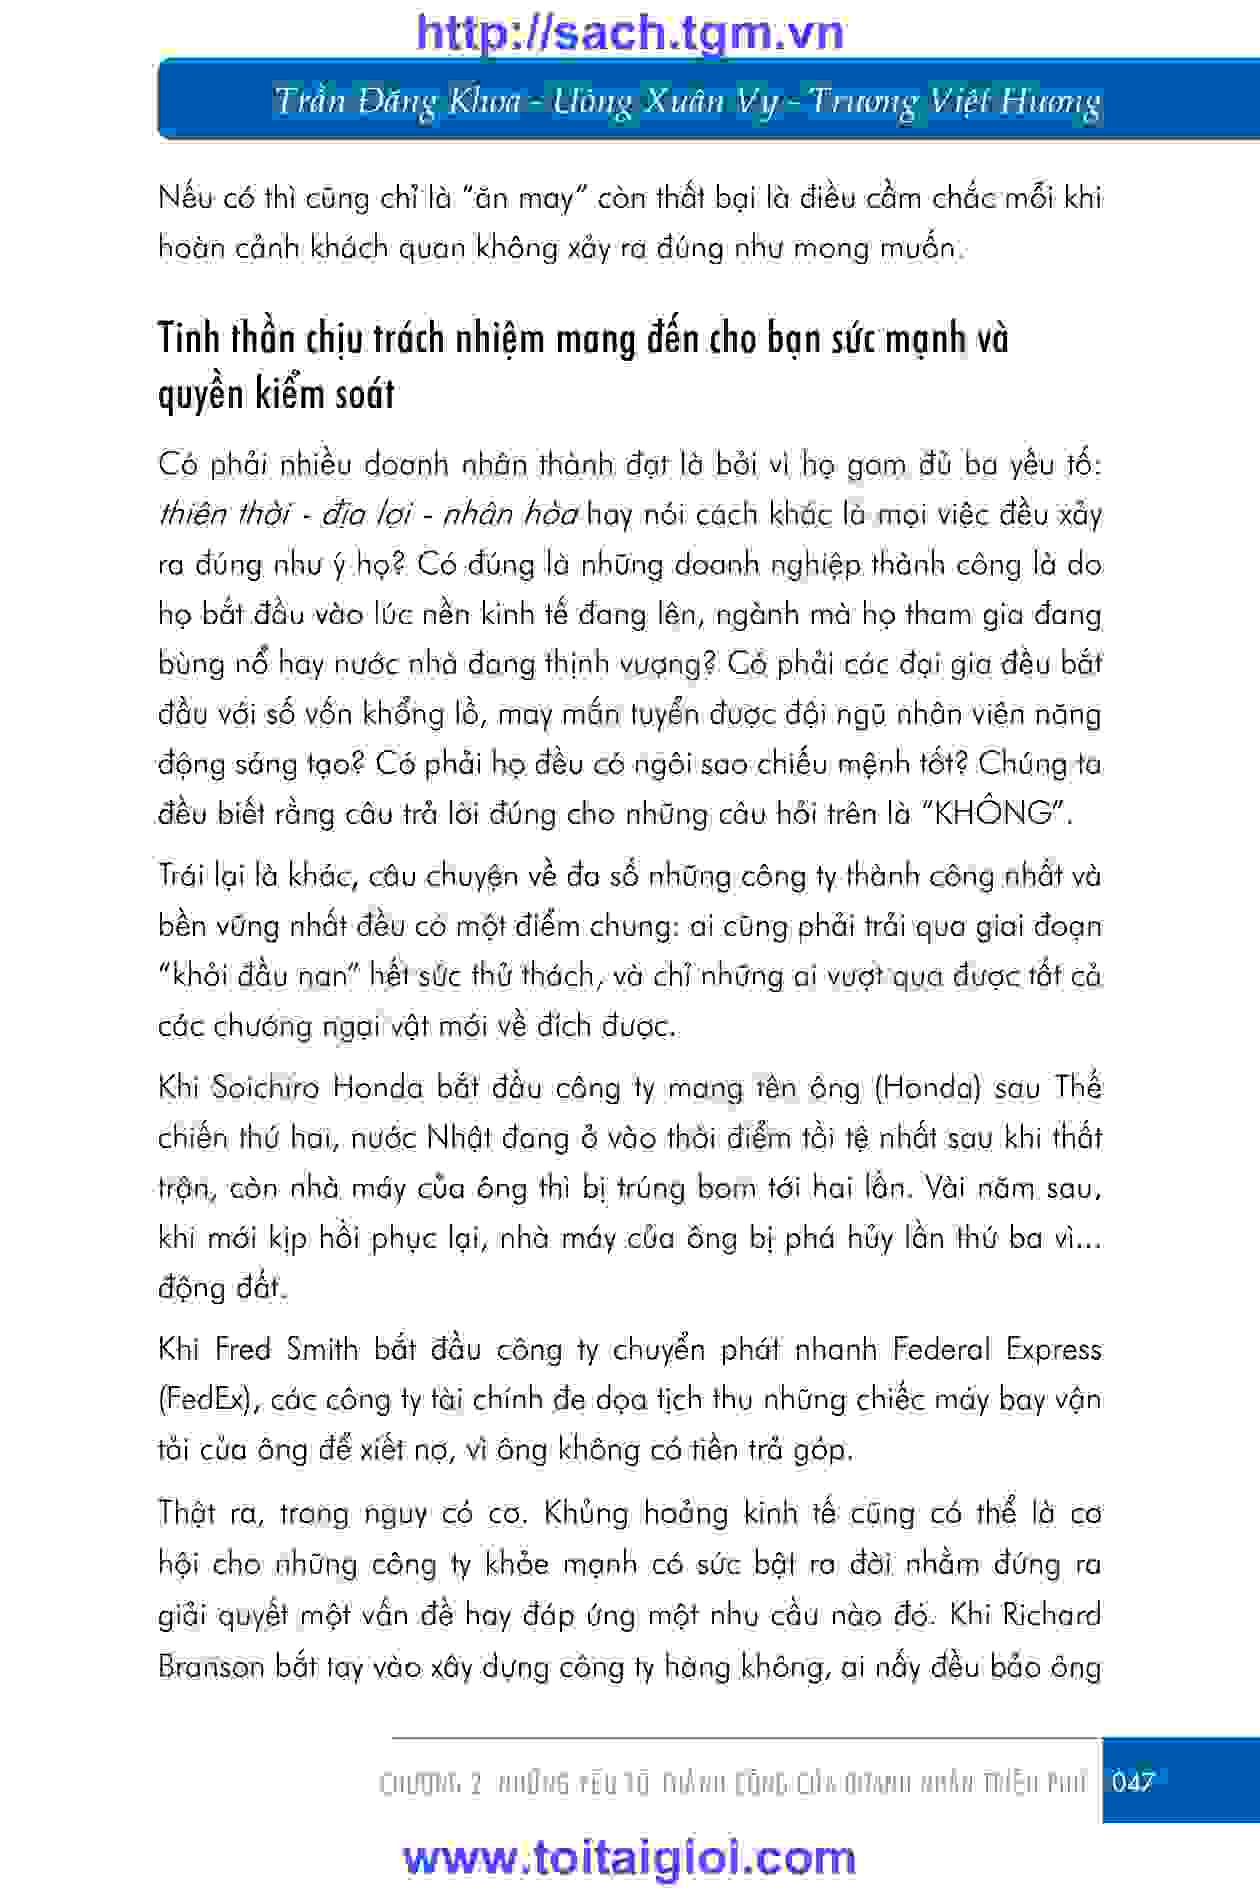 http://sach.tgm.vn
Trần Đăng Khoa - Uông Xuân Vy - Trương Việt Hương
Nếu có thì cũng chỉ là “ăn may” còn thất bại là điều cầm chắc mỗi khi
hoàn cảnh khách quan không xảy ra đúng như mong muốn.
Tinh thần chịu trách nhiệm mang đến cho bạn sức mạnh và
quyền kiểm soát
Có phải nhiều doanh nhân thành đạt là bởi vì họ gom đủ ba yếu tố:
thiên thời - địa lợi - nhân hòa hay nói cách khác là mọi việc đều xảy
ra đúng như ý họ? Có đúng là những doanh nghiệp thành công là do
họ bắt đầu vào lúc nền kinh tế đang lên, ngành mà họ tham gia đang
bùng nổ hay nước nhà đang thịnh vượng? Có phải các đại gia đều bắt
đầu với số vốn khổng lồ, may mắn tuyển được đội ngũ nhân viên năng
động sáng tạo? Có phải họ đều có ngôi sao chiếu mệnh tốt? Chúng ta
đều biết rằng câu trả lời đúng cho những câu hỏi trên là “KHÔNG”.
Trái lại là khác, câu chuyện về đa số những công ty thành công nhất và
bền vững nhất đều có một điểm chung: ai cũng phải trải qua giai đoạn
“khởi đầu nan” hết sức thử thách, và chỉ những ai vượt qua được tất cả
các chướng ngại vật mới về đích được.
Khi Soichiro Honda bắt đầu công ty mang tên ông (Honda) sau Thế
chiến thứ hai, nước Nhật đang ở vào thời điểm tồi tệ nhất sau khi thất
trận, còn nhà máy của ông thì bị trúng bom tới hai lần. Vài năm sau,
khi mới kịp hồi phục lại, nhà máy của ông bị phá hủy lần thứ ba vì...
động đất.
Khi Fred Smith bắt đầu công ty chuyển phát nhanh Federal Express
(FedEx), các công ty tài chính đe dọa tịch thu những chiếc máy bay vận
tải của ông để xiết nợ, vì ông không có tiền trả góp.
Thật ra, trong nguy có cơ. Khủng hoảng kinh tế cũng có thể là cơ
hội cho những công ty khỏe mạnh có sức bật ra đời nhằm đứng ra
giải quyết một vấn đề hay đáp ứng một nhu cầu nào đó. Khi Richard
Branson bắt tay vào xây dựng công ty hàng không, ai nấy đều bảo ông
CHƯƠNG 2: NHỮNG YẾU TỐ THÀNH CÔNG CỦA DOANH NHÂN TRIỆU PHÚ 047
www.toitaigioi.com